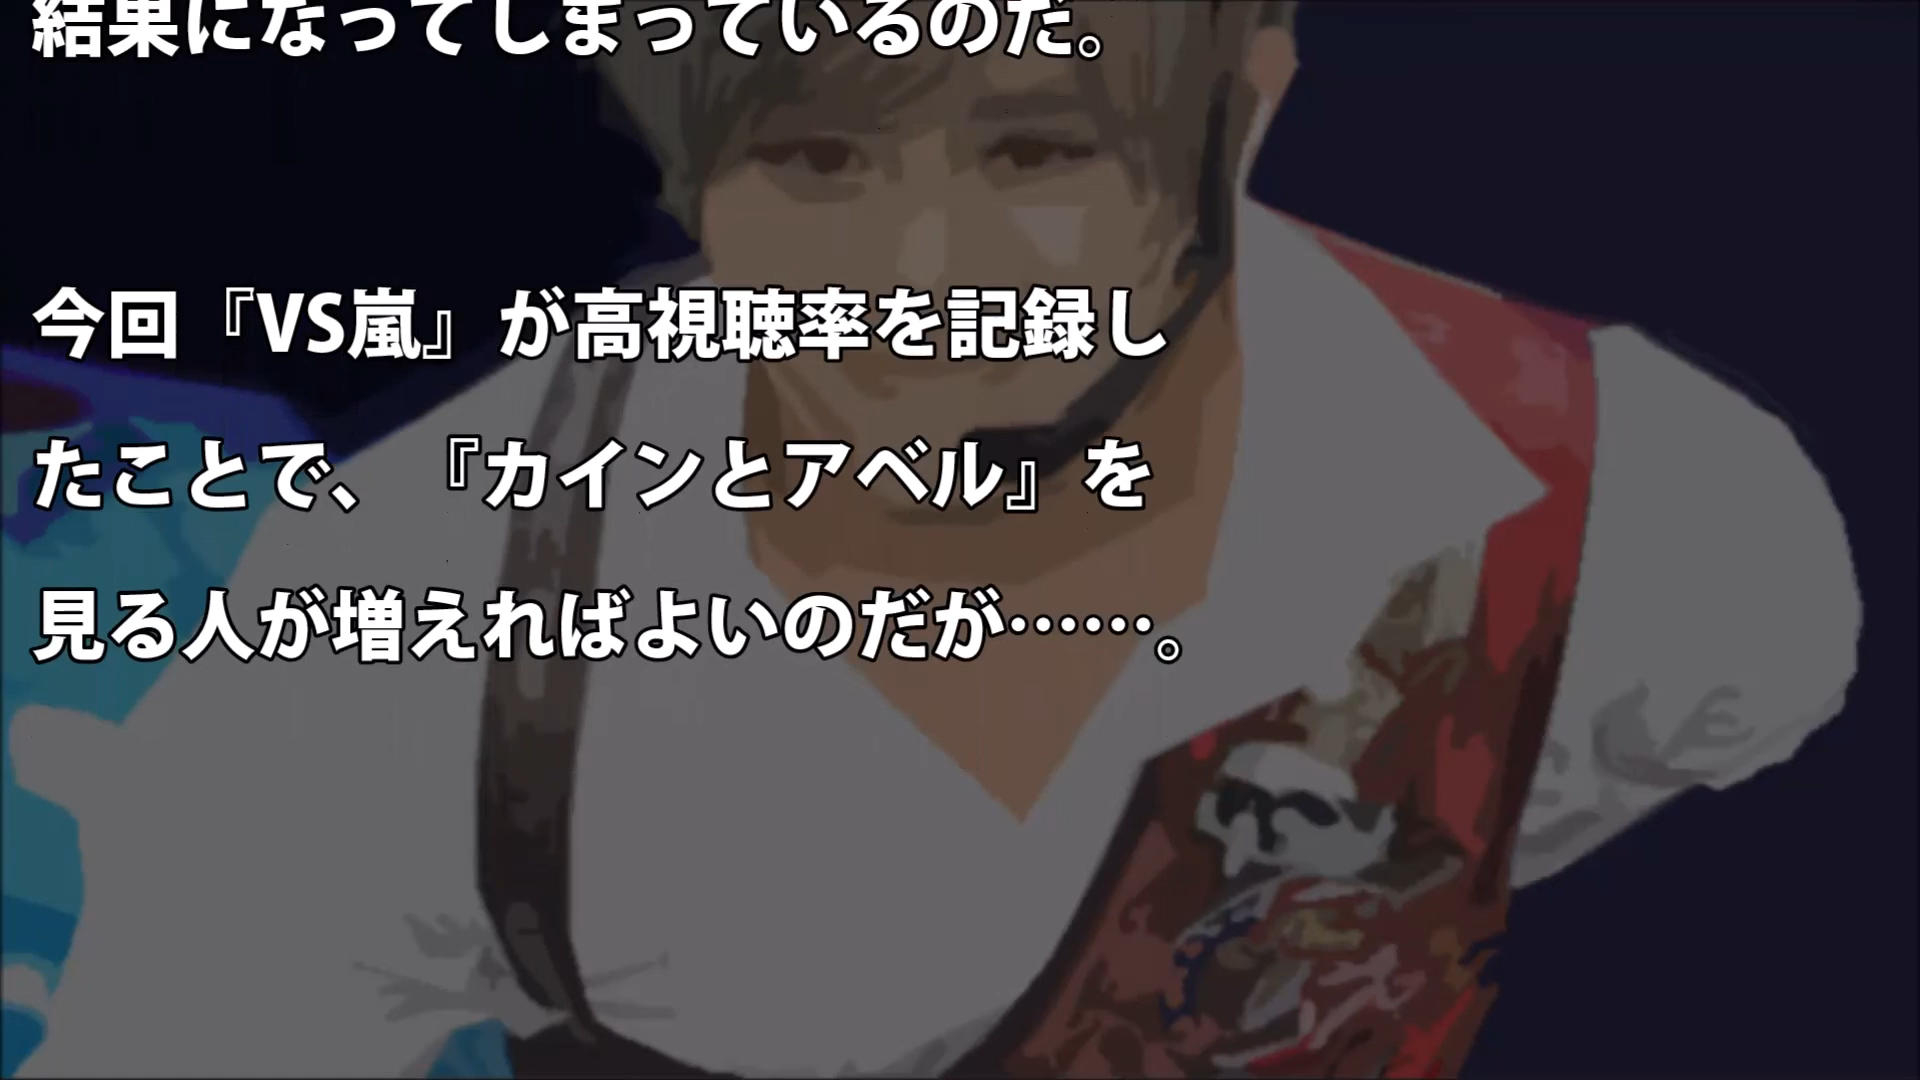 結果になってしまっているのだ。
今回『VS嵐』が高視聴率を記録し
たことで、『カインとアベル』を
見る人が増えればよいのだが……。